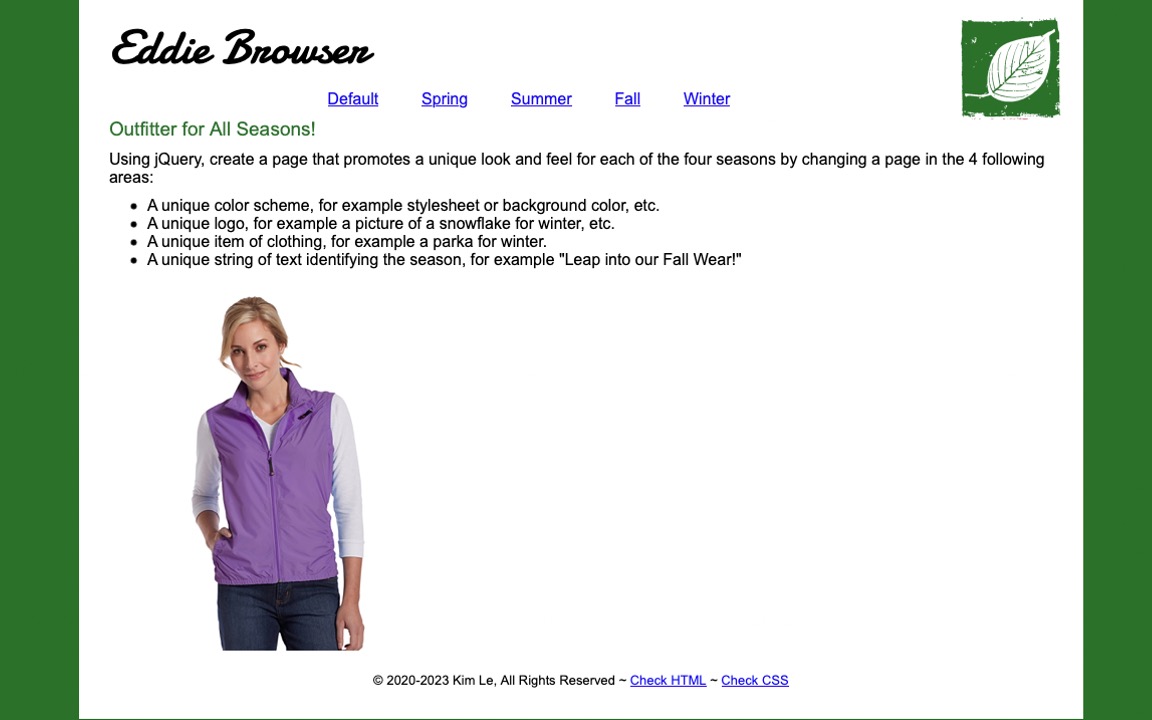 Eddie Browser
Default Spring Summer Fall Winter
Outfitter for All Seasons!
Using jQuery, create a page that promotes a unique look and feel for each of the four seasons by changing a page in the 4 following
areas:
• A unique color scheme, for example stylesheet or background color, etc.
• A unique logo, for example a picture of a snowflake for winter, etc.
• A unique item of clothing, for example a parka for winter.
• A unique string of text identifying the season, for example "Leap into our Fall Wear!"
© 2020-2023 Kim Le, All Rights Reserved ~ Check HTML ~ Check CSS